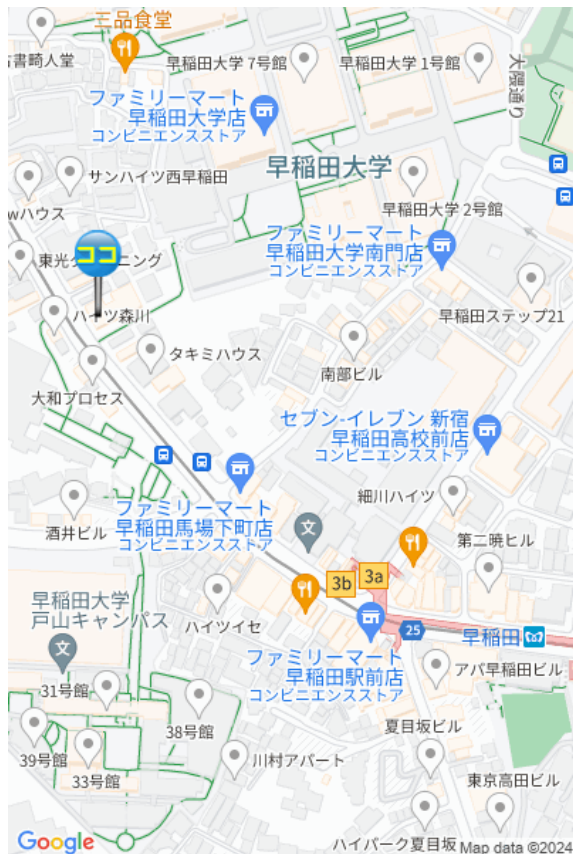 三品食堂
書畸人堂
早稲田大学 7号館
早稲田大学 1号館
大隈通り
ファミリーマート
早稲田大学店
コンビニエンスストア
早稲田大学
サンハイツ西早稲田
wハウス
早稲田大学 2号館
ファミリーマート
早稲田大学南門店
コンビニエンスストア
ココ
ハイツ森川
早稲田ステップ21
タキミハウス
南部ビル
大和プロセス
セブン-イレブン 新宿
早稲田高校前店
コンビニエンスストア
ファミリーマート
早稲田馬場下町店
コンビニエンスストア
細川ハイツ
酒井ビル
文
第二暁ヒル
3b
3a
早稲田大学
戸山キャンパス
文
ハイツイセ
25
早稲田
ファミリーマート
早稲田駅前店
コンビニエンスストア
アパ早稲田ビル
31号館
38号館
夏目坂ビル
39号館
33号館
川村アパート
東京高田ビル
ハイパーク夏目坂
Google
Map data ©2024